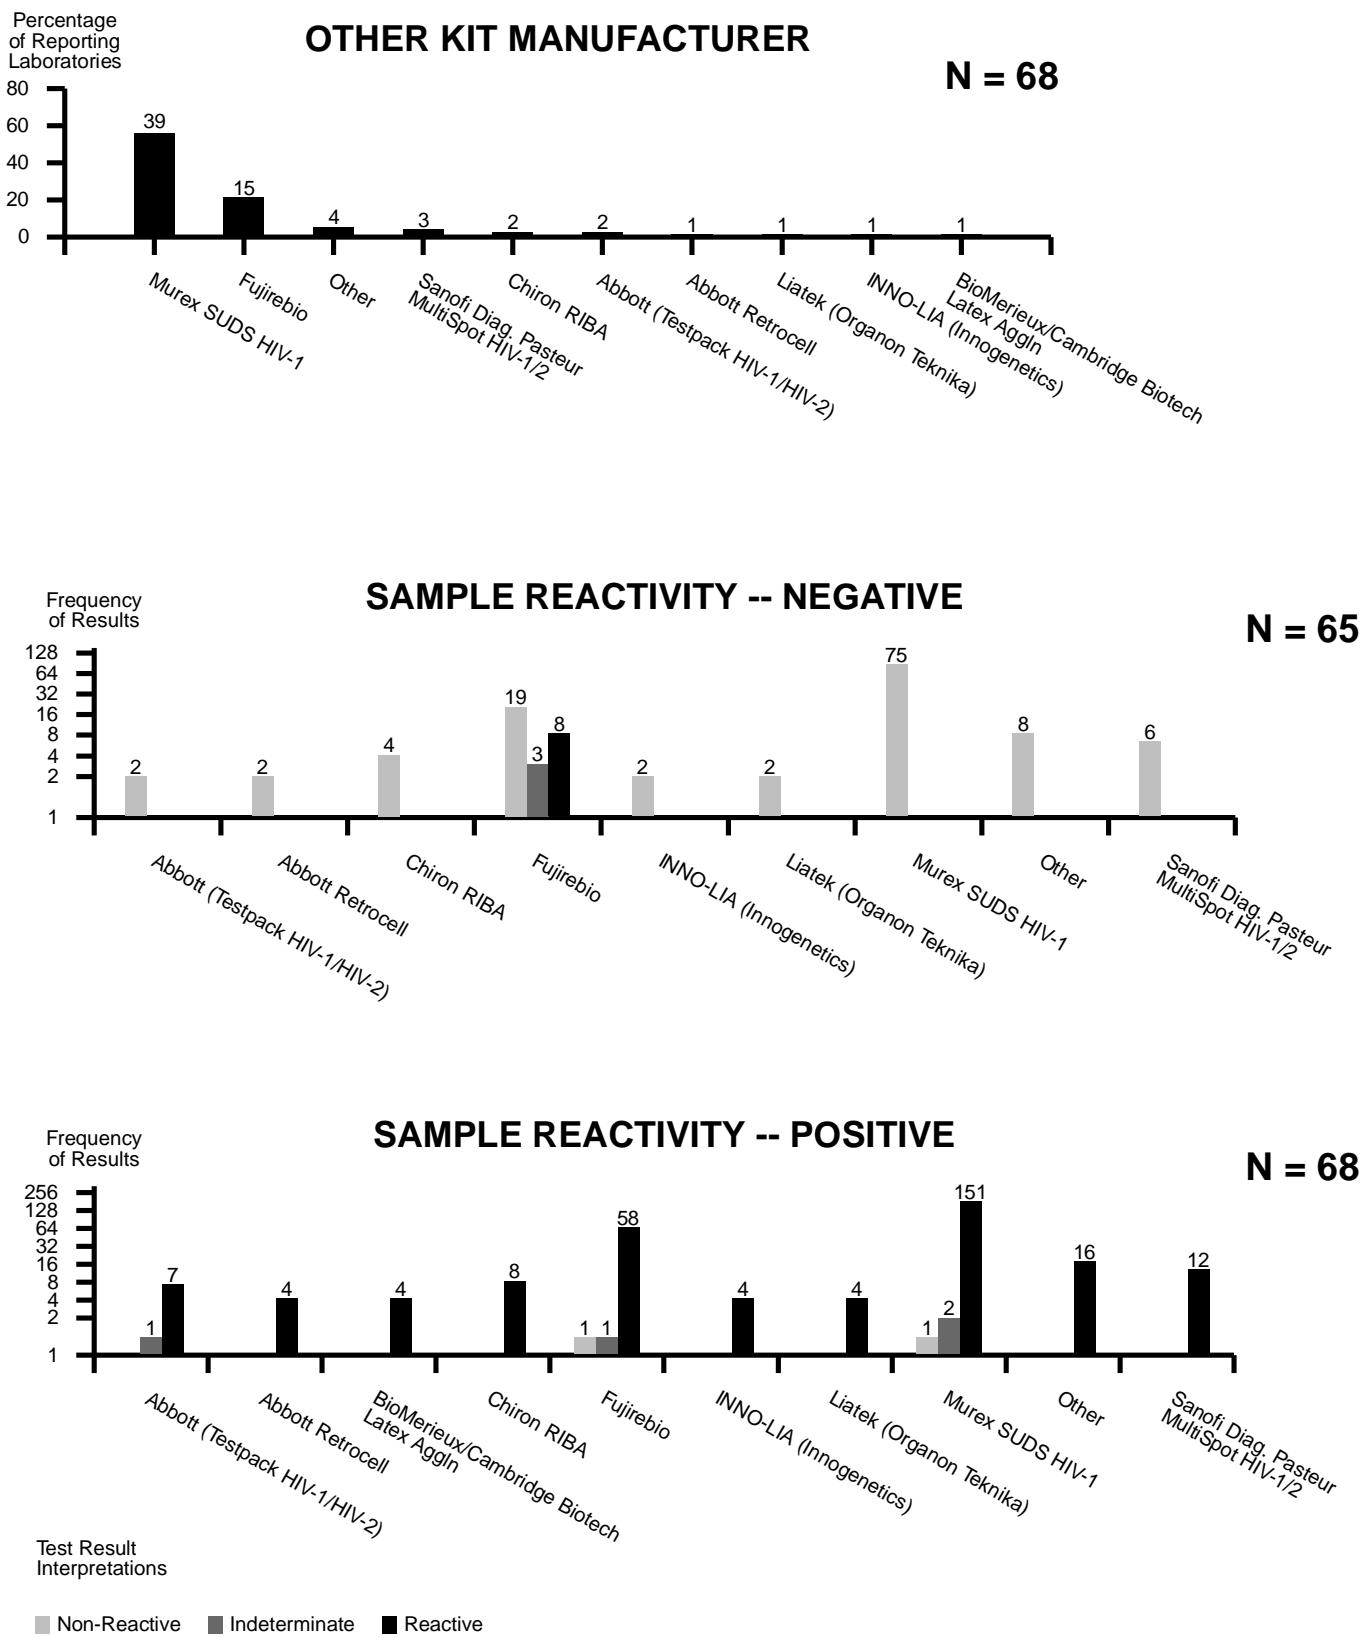 Percentage
of Reporting
Laboratories
OTHER KIT MANUFACTURER
N = 68
80
60
40
20
0
39
15
4
3
2
2
1
1
1
1
Murex SUDS HIV-1
Fujirebio
Other
Sanofi Diag. Pasteur
MultiSpot HIV-1/2
Chiron RIBA
Abbott (Testpack HIV-1/HIV-2)
Abbott Retrocell
Liatek (Organon Teknika)
INNO-LIA (Innogenetics)
BioMerieux/Cambridge Biotech
Latex Aggln
Frequency
of Results
SAMPLE REACTIVITY -- NEGATIVE
N = 65
128
64
32
16
8
4
2
1
2
2
4
19
3
8
2
2
75
8
6
Abbott (Testpack HIV-1/HIV-2)
Abbott Retrocell
Chiron RIBA
Fujirebio
INNO-LIA (Innogenetics)
Liatek (Organon Teknika)
Murex SUDS HIV-1
Other
Sanofi Diag. Pasteur
MultiSpot HIV-1/2
Frequency
of Results
SAMPLE REACTIVITY -- POSITIVE
N = 68
256
128
64
32
16
8
4
2
1
1
7
4
4
8
1
1
58
4
4
1
2
151
16
12
Abbott (Testpack HIV-1/HIV-2)
Abbott Retrocell
BioMerieux/Cambridge Biotech
Latex Aggln
Chiron RIBA
Fujirebio
INNO-LIA (Innogenetics)
Liatek (Organon Teknika)
Murex SUDS HIV-1
Other
Sanofi Diag. Pasteur
MultiSpot HIV-1/2
Test Result
Interpretations
Non-Reactive
Indeterminate
Reactive